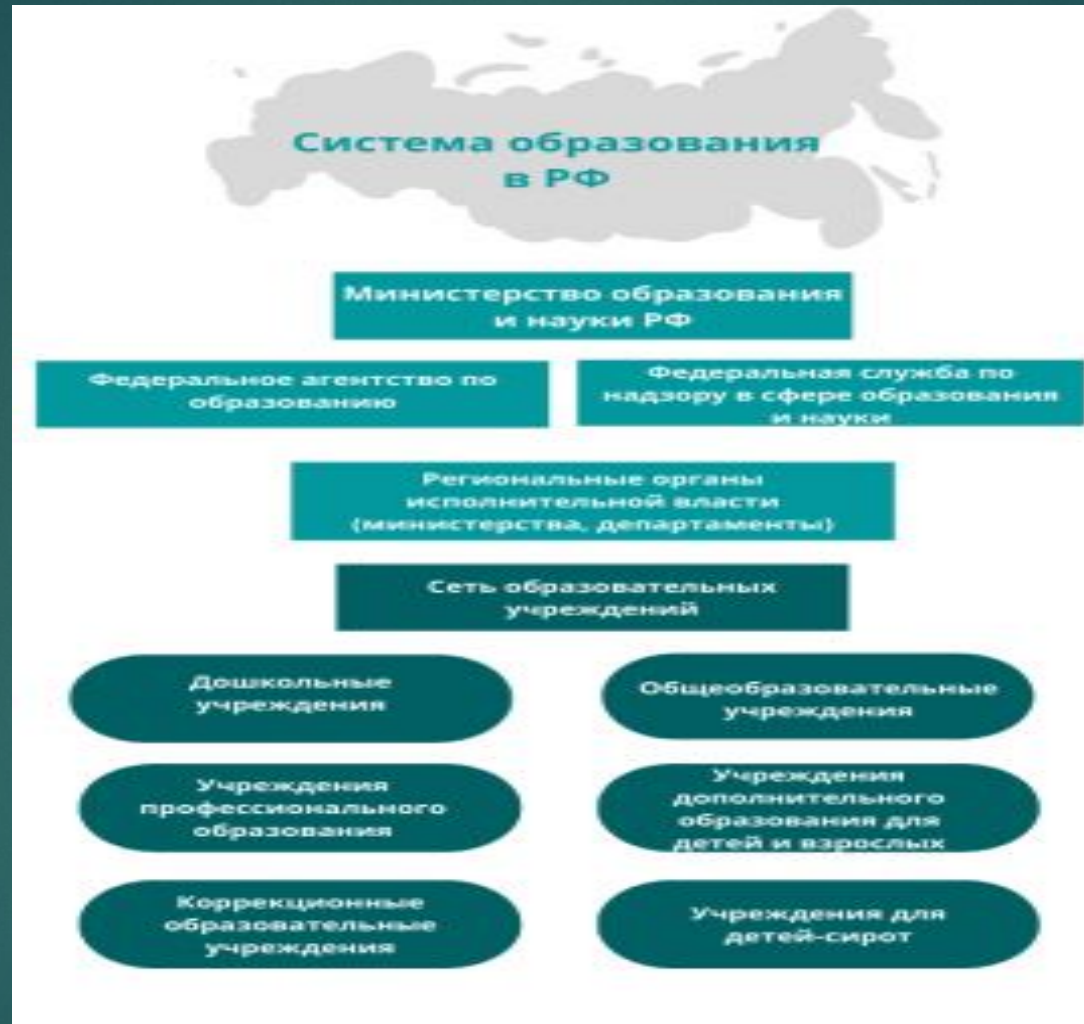 Система образования
в РФ
Министерство образования
и науки РФ
Федеральное агентство по
образованию
Федеральная служба по
надзору в сфере образования
и науки
Региональные органы
исполнительной власти
(министерства, департаменты)
Сеть образовательных
учреждений
Дошкольные
учреждения
Общеобразовательные
учреждения
Учреждения
профессионального
образования
Учреждения
дополнительного
образования для
детей и взрослых
Коррекционные
образовательные
учреждения
Учреждения для
детей-сирот